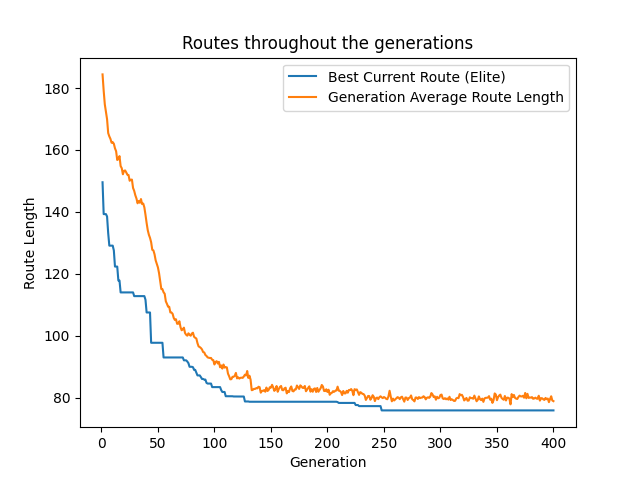 Routes throughout the generations
Best Current Route (Elite)
Generation Average Route Length
Route Length
180
160
140
120
100
80
0 50 100 150 200 250 300 350 400
Generation